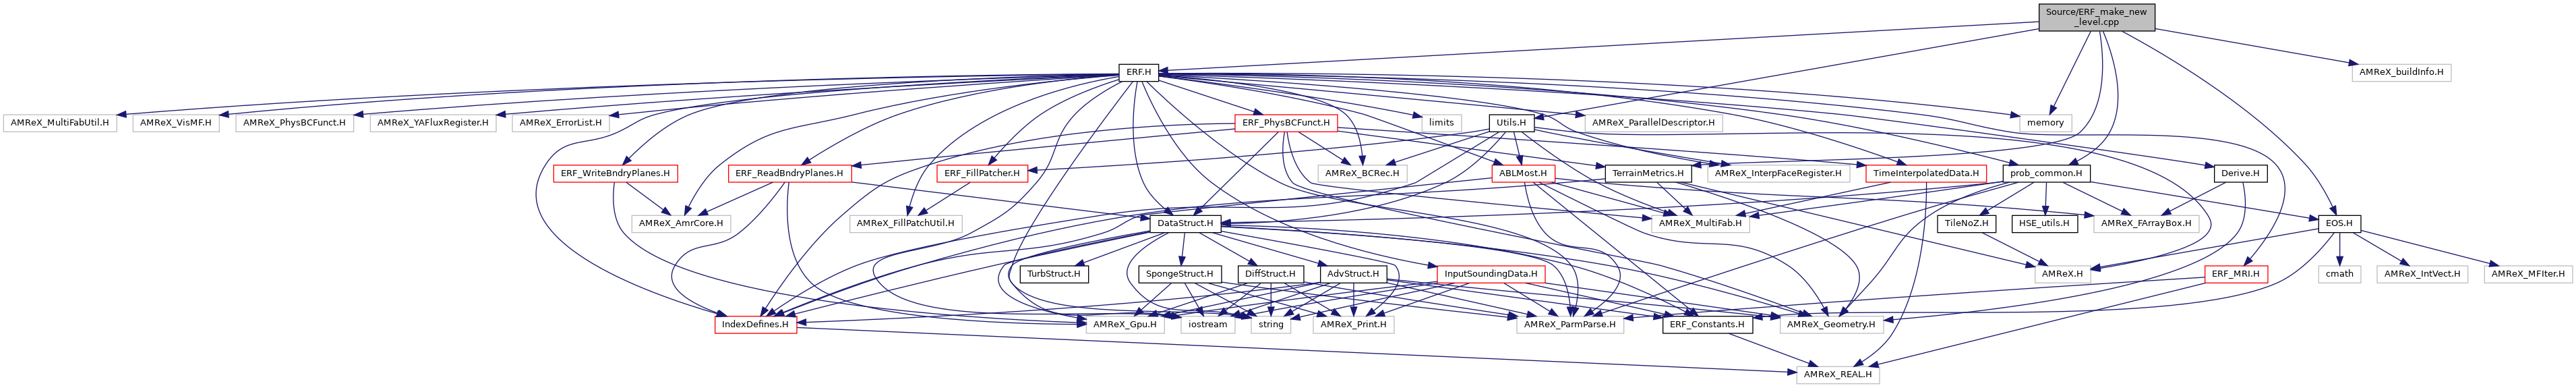 Source/ERF_make_new
_level.cpp
ERF.H
AMReX_buildInfo.H
AMReX_MultiFabUtil.H
AMReX_VisMF.H
AMReX_PhysBCFunct.H
AMReX_YAFluxRegister.H
AMReX_ErrorList.H
ERF_PhysBCFunct.H
limits
Utils.H
AMReX_ParallelDescriptor.H
memory
ERF_WriteBndryPlanes.H
ERF_ReadBndryPlanes.H
ERF_FillPatcher.H
AMReX_BCRec.H
ABLMost.H
TerrainMetrics.H
AMReX_InterpFaceRegister.H
TimeInterpolatedData.H
prob_common.H
Derive.H
AMReX_AmrCore.H
AMReX_FillPatchUtil.H
DataStruct.H
AMReX_MultiFab.H
TileNoZ.H
HSE_utils.H
AMReX_FArrayBox.H
EOS.H
TurbStruct.H
SpongeStruct.H
DiffStruct.H
AdvStruct.H
InputSoundingData.H
AMReX.H
ERF_MRI.H
cmath
AMReX_IntVect.H
AMReX_MFIter.H
IndexDefines.H
AMReX_Gpu.H
iostream
string
AMReX_Print.H
AMReX_ParmParse.H
ERF_Constants.H
AMReX_Geometry.H
AMReX_REAL.H